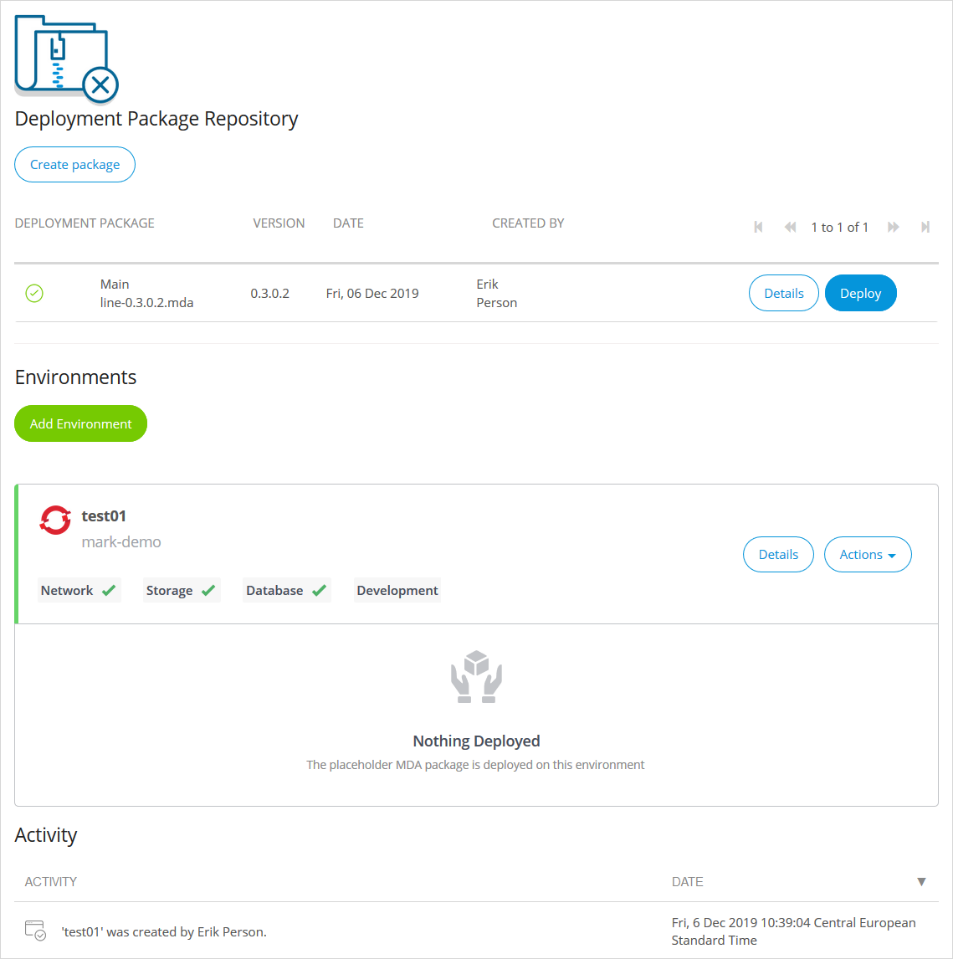 Deployment Package Repository
Create package
DEPLOYMENT PACKAGE VERSION DATE CREATED BY 1 to 1 of 1
Main
line-0.3.0.2.mda
0.3.0.2
Fri, 06 Dec 2019
Erik
Person
Details
Deploy
Environments
Add Environment
test01
mark-demo
Details
Actions
Network
Storage
Database
Development
Nothing Deployed
The placeholder MDA package is deployed on this environment
Activity
ACTIVITY DATE
'test01' was created by Erik Person.
Fri, 6 Dec 2019 10:39:04 Central European
Standard Time